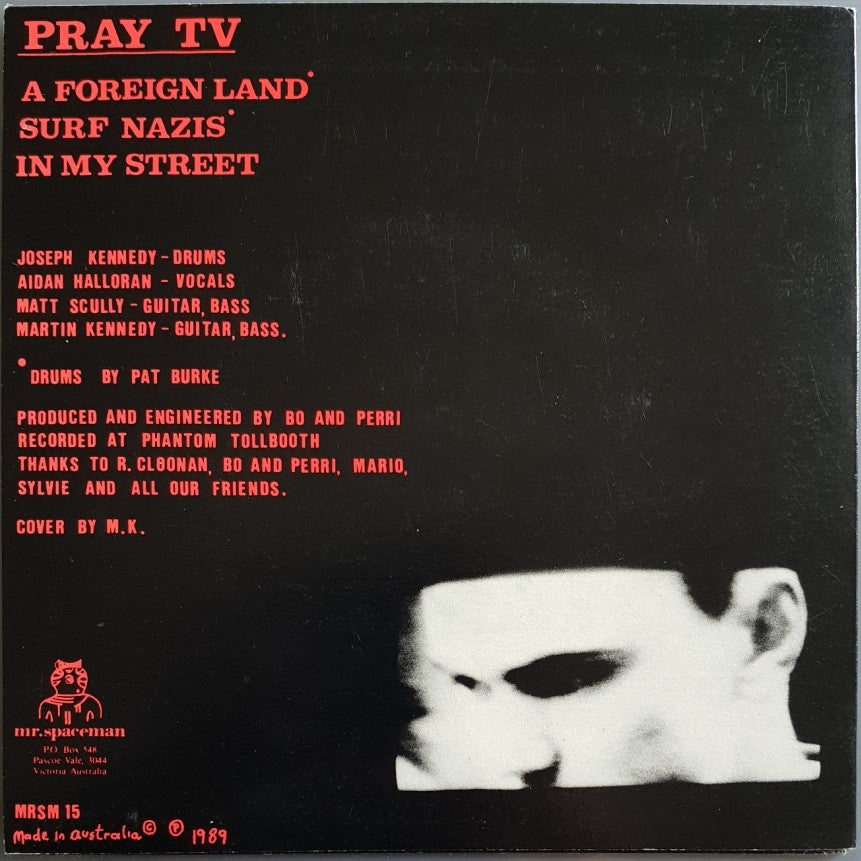 PRAY TV
A FOREIGN LAND•
SURF NAZIS•
IN MY STREET
JOSEPH KENNEDY - DRUMS
AIDAN HALLORAN - VOCALS
MATT SCULLY - GUITAR, BASS
MARTIN KENNEDY - GUITAR, BASS.
• DRUMS BY PAT BURKE
PRODUCED AND ENGINEERED BY BO AND PERRI
RECORDED AT PHANTOM TOLLBOOTH
THANKS TO R. CLOONAN, BO AND PERRI, MARIO,
SYLVIE AND ALL OUR FRIENDS.
COVER BY M.K.
mr.spaceman
P.O. Box 548
Pascoe Vale, 3044
Victoria Australia
MRSM 15
Made in australia © ℗ 1989